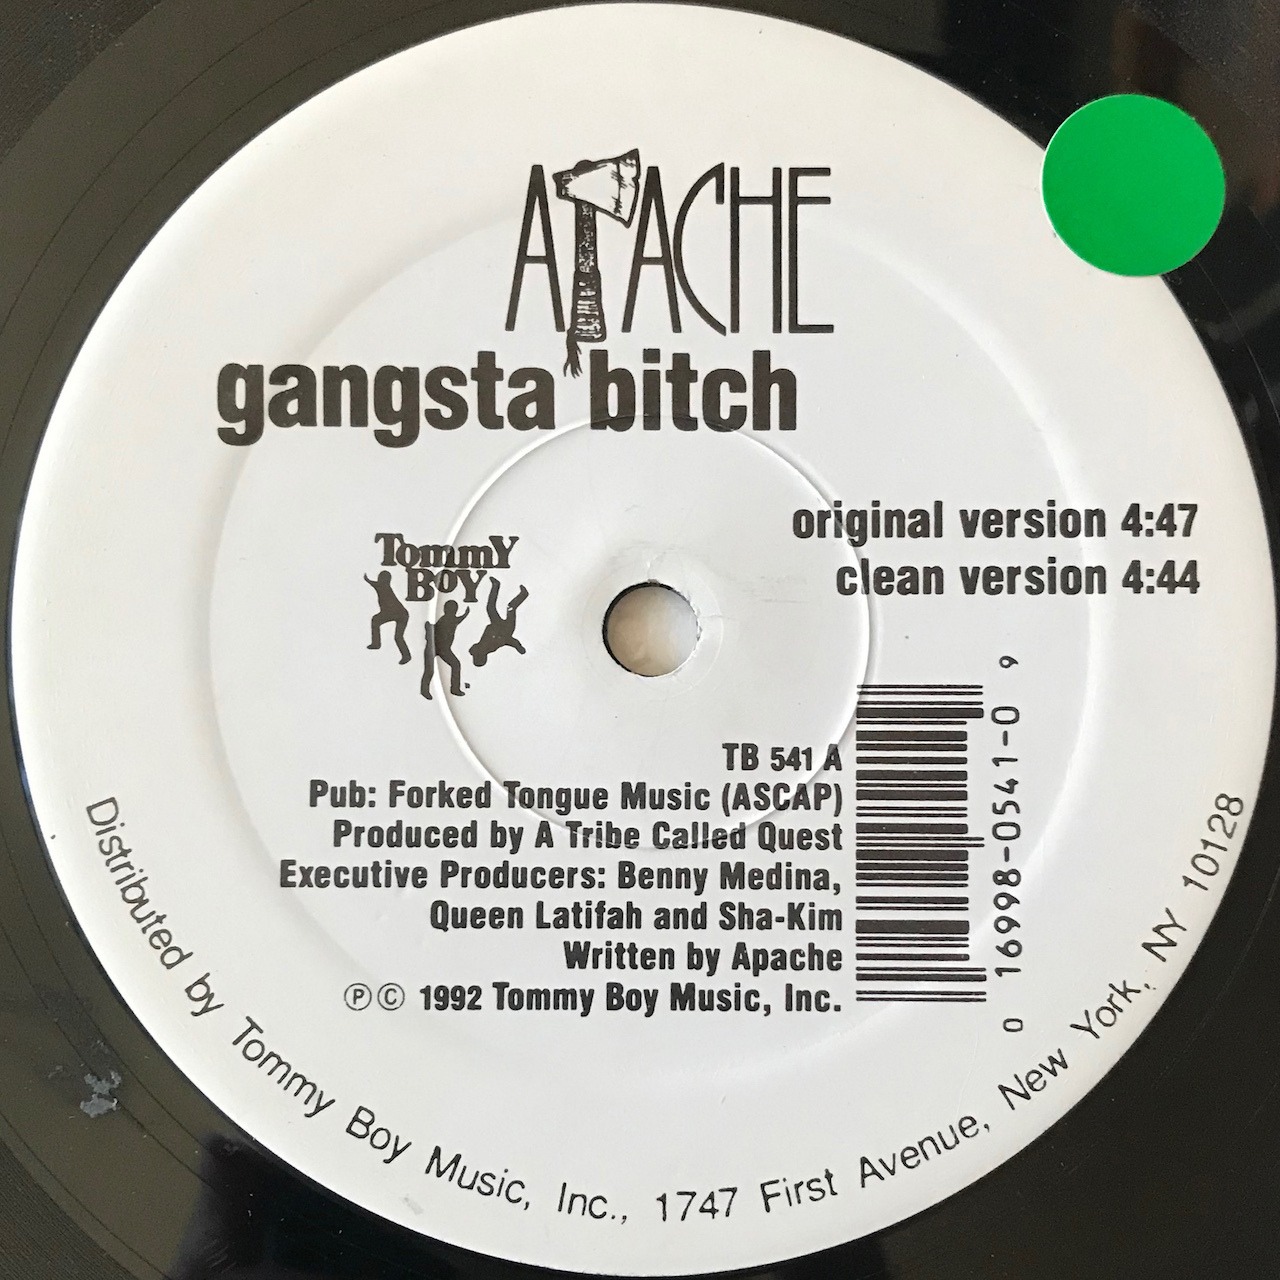 APACHE
gangsta bitch
original version 4:47
clean version 4:44
Tommy
Boy
TB 541 A
Pub: Forked Tongue Music (ASCAP)
Produced by A Tribe Called Quest
Executive Producers: Benny Medina,
Queen Latifah and Sha-Kim
Written by Apache
℗© 1992 Tommy Boy Music, Inc.
0 16998-0541-0 9
Distributed by Tommy Boy Music, Inc., 1747 First Avenue, New York, NY 10128